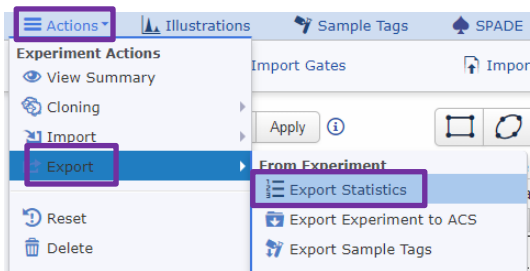 Actions Illustrations Sample Tags SPADE
Experiment Actions
View Summary
Import Gates Impor
Cloning
Import
Apply
Export
From Experiment
Export Statistics
Reset
Export Experiment to ACS
Delete
Export Sample Tags